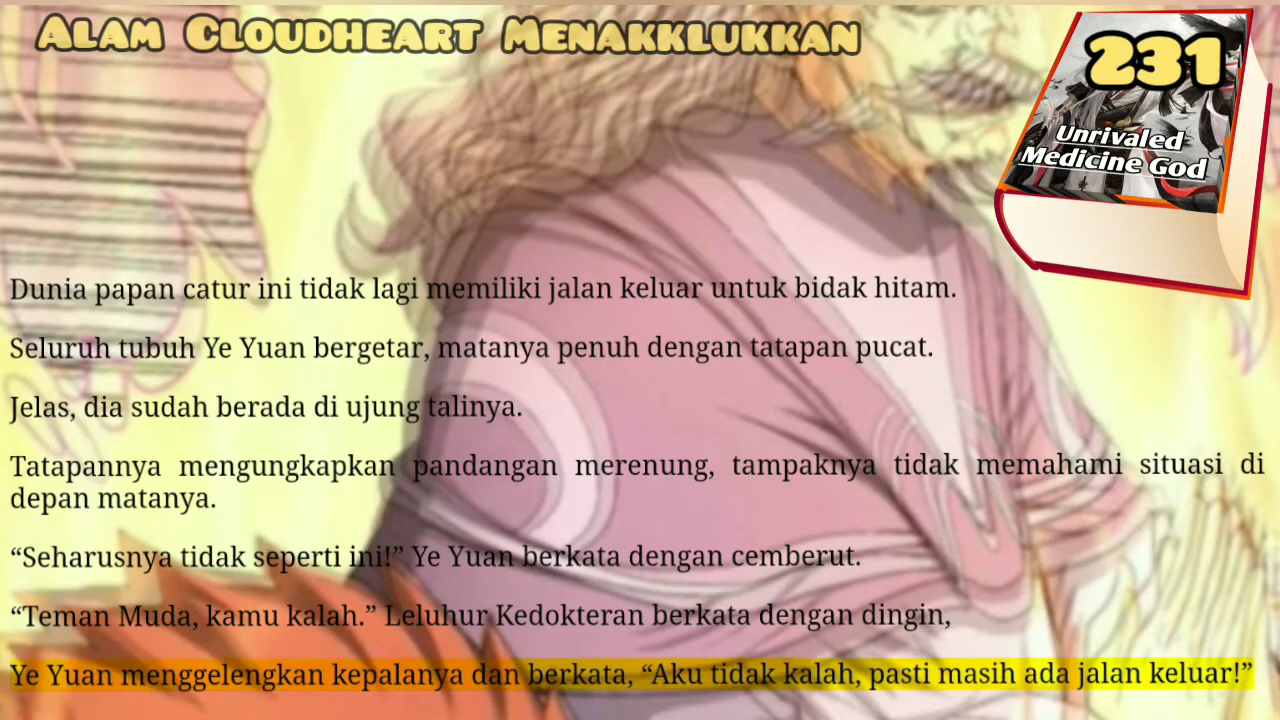 Alam Cloudheart Menakklukkan
231
Unrivaled
Medicine God
Dunia papan catur ini tidak lagi memiliki jalan keluar untuk bidak hitam.
Seluruh tubuh Ye Yuan bergetar, matanya penuh dengan tatapan pucat.
Jelas, dia sudah berada di ujung talinya.
Tatapannya mengungkapkan pandangan merenung, tampaknya tidak memahami situasi di
depan matanya.
“Seharusnya tidak seperti ini!” Ye Yuan berkata dengan cemberut.
“Teman Muda, kamu kalah.” Leluhur Kedokteran berkata dengan dingin,
Ye Yuan menggelengkan kepalanya dan berkata, “Aku tidak kalah, pasti masih ada jalan keluar!”